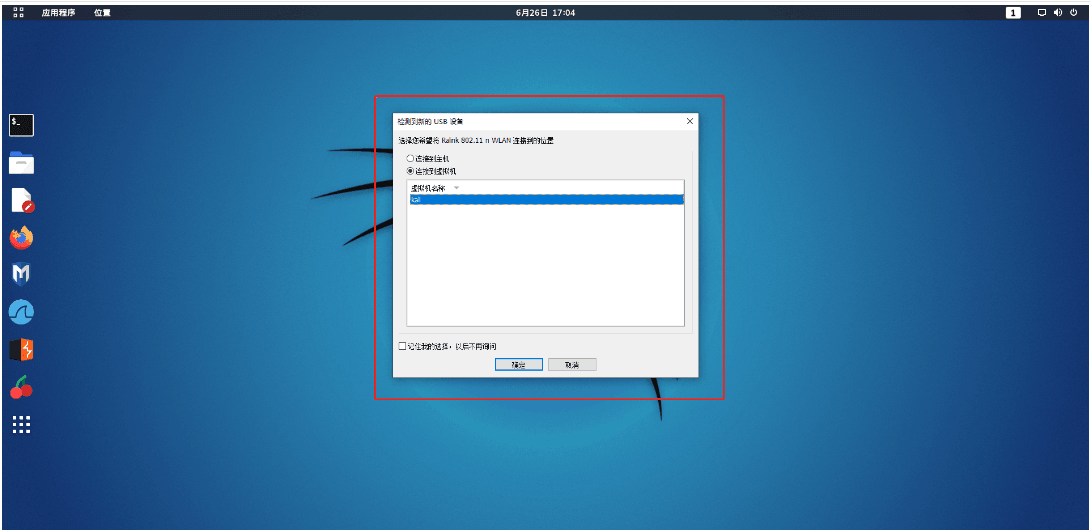 应用程序 位置 6月26日 17:04 1
$_
检测到新的 USB 设备
选择您希望将 Ralink 802.11 n WLAN 连接到的位置
连接到主机
连接到虚拟机
虚拟机名称
kali
记住我的选择，以后不再询问
确定 取消